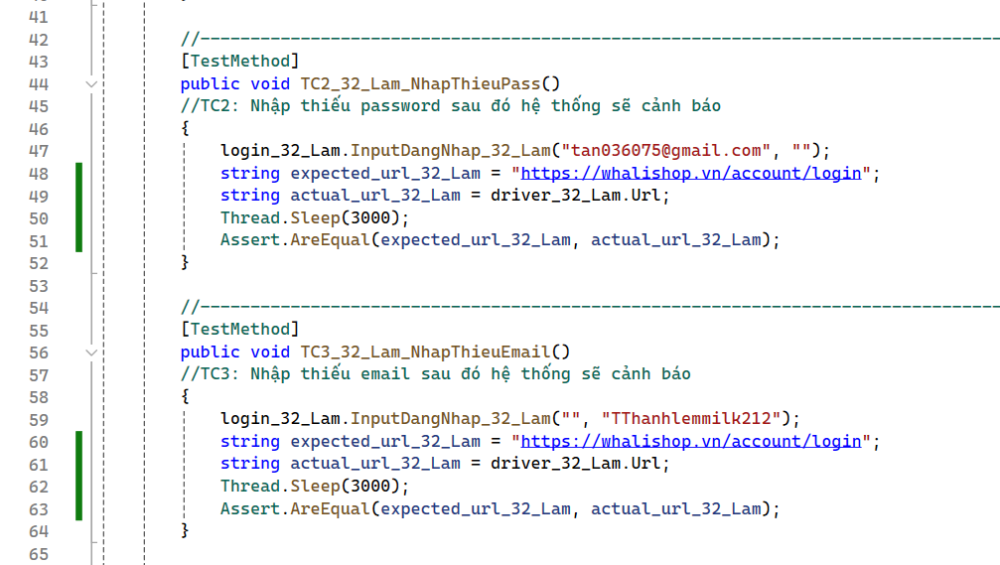 41
42 //--------------------------------------------------------------------------------
43 [TestMethod]
44 public void TC2_32_Lam_NhapThieuPass()
45 //TC2: Nhập thiếu password sau đó hệ thống sẽ cảnh báo
46 {
47 login_32_Lam.InputDangNhap_32_Lam("tan036075@gmail.com", "");
48 string expected_url_32_Lam = "https://whalishop.vn/account/login";
49 string actual_url_32_Lam = driver_32_Lam.Url;
50 Thread.Sleep(3000);
51 Assert.AreEqual(expected_url_32_Lam, actual_url_32_Lam);
52 }
53
54 //--------------------------------------------------------------------------------
55 [TestMethod]
56 public void TC3_32_Lam_NhapThieuEmail()
57 //TC3: Nhập thiếu email sau đó hệ thống sẽ cảnh báo
58 {
59 login_32_Lam.InputDangNhap_32_Lam("", "TThanhlemmilk212");
60 string expected_url_32_Lam = "https://whalishop.vn/account/login";
61 string actual_url_32_Lam = driver_32_Lam.Url;
62 Thread.Sleep(3000);
63 Assert.AreEqual(expected_url_32_Lam, actual_url_32_Lam);
64 }
65